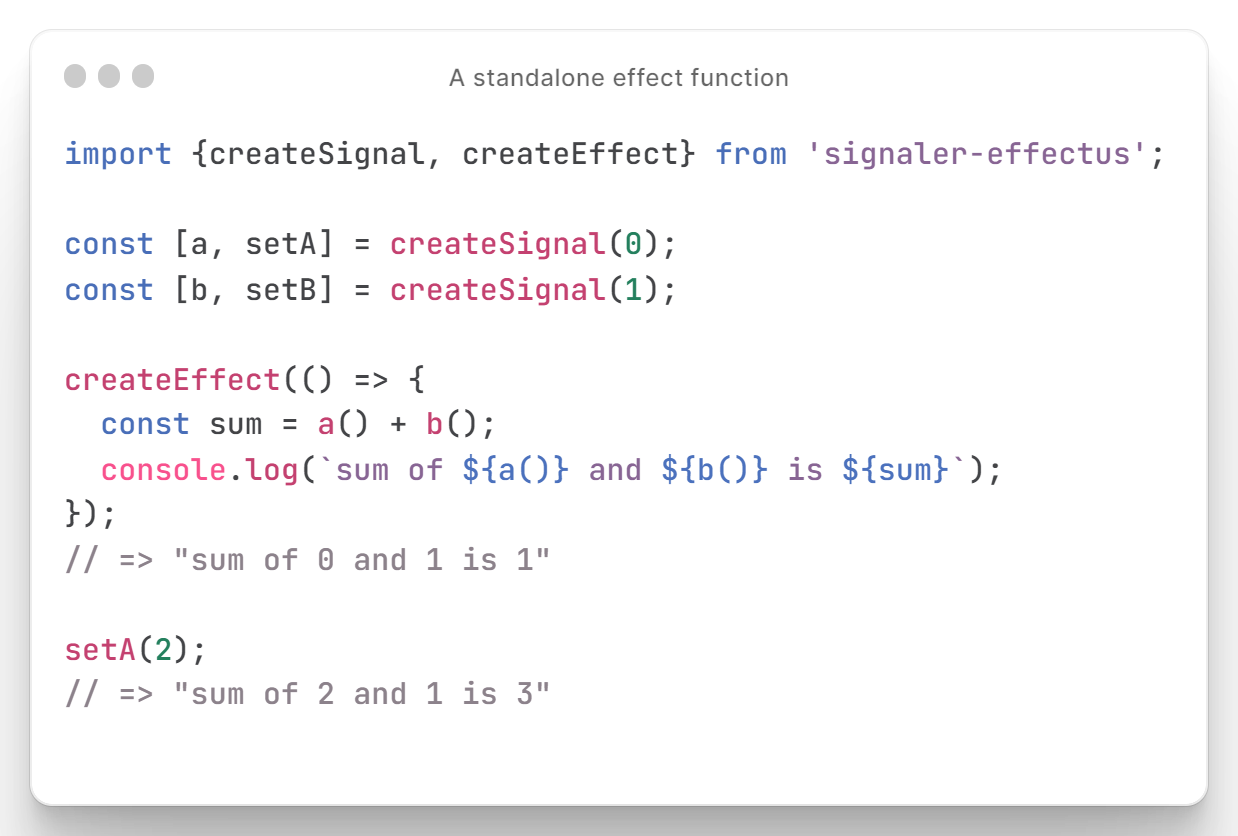 A standalone effect function
import {createSignal, createEffect} from 'signaler-effectus';
const [a, setA] = createSignal(0);
const [b, setB] = createSignal(1);
createEffect(() => {
  const sum = a() + b();
  console.log(`sum of ${a()} and ${b()} is ${sum}`);
});
// => "sum of 0 and 1 is 1"
setA(2);
// => "sum of 2 and 1 is 3"